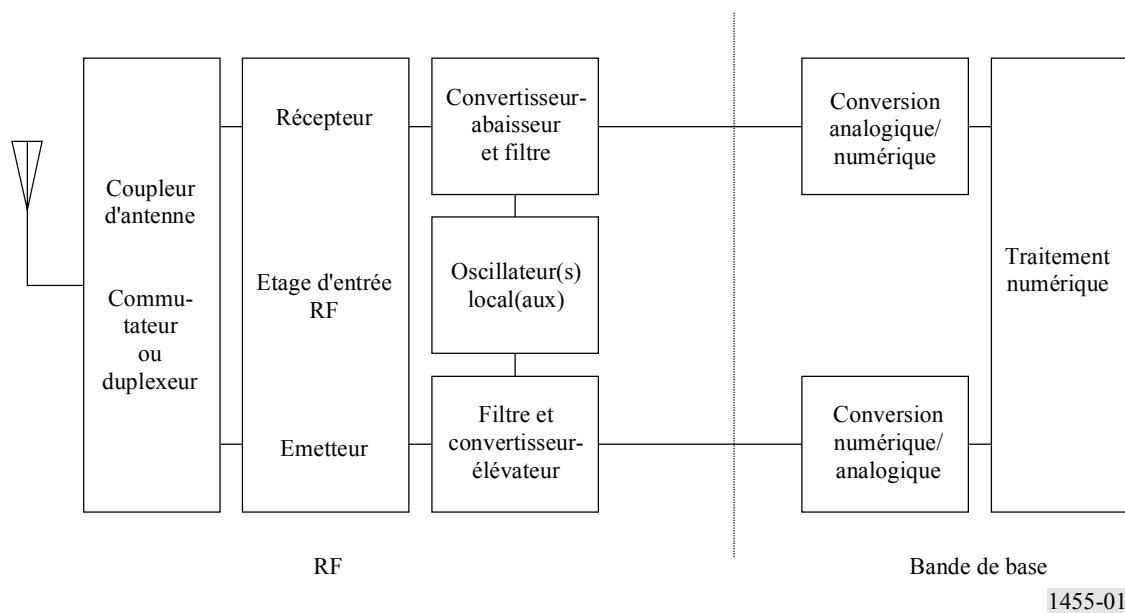 Coupleur
d'antenne
Commu-
tateur
ou
duplexeur
Récepteur
Etage d'entrée
RF
Emetteur
Convertisseur-
abaisseur
et filtre
Oscillateur(s)
local(aux)
Filtre et
convertisseur-
élévateur
Conversion
analogique/
numérique
Conversion
numérique/
analogique
Traitement
numérique
RF
Bande de base
1455-01